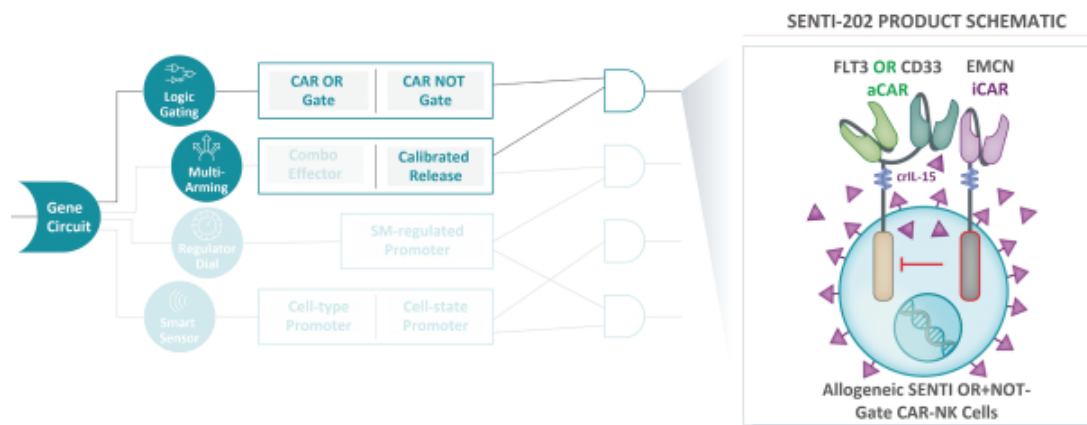 SENTI-202 PRODUCT SCHEMATIC
Gene
Circuit
Logic
Gating
CAR OR
Gate
CAR NOT
Gate
Multi-
Arming
Combo
Effector
Calibrated
Release
Regulator
Dial
SM-regulated
Promoter
Smart
Sensor
Cell-type
Promoter
Cell-state
Promoter
FLT3 OR CD33
aCAR
EMCN
iCAR
crIL-15
Allogeneic SENTI OR+NOT-
Gate CAR-NK Cells